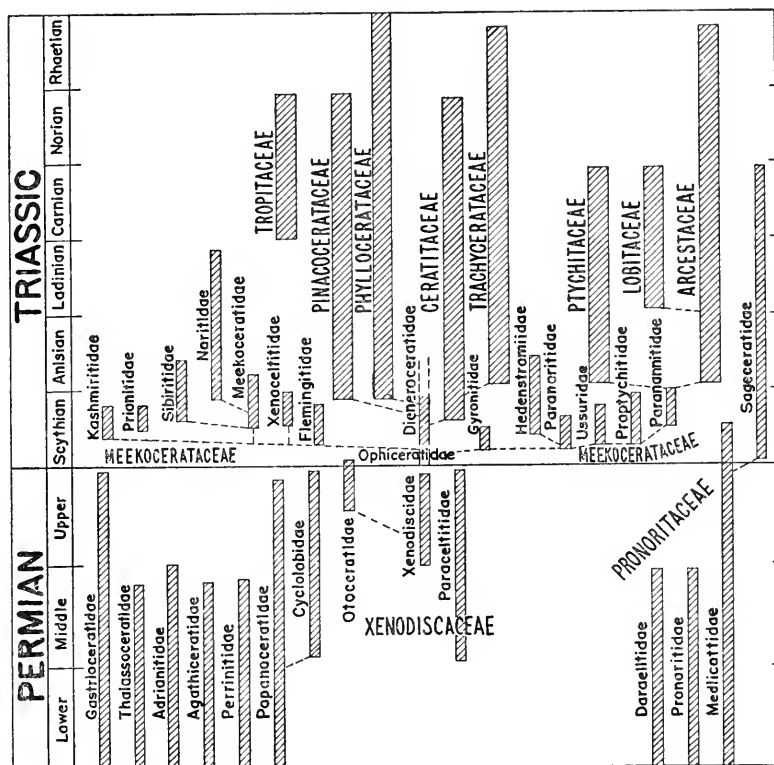 TRIASSIC
Rhaetian
Norian
Carnian
Ladinian
Anisian
Scythian
PERMIAN
Upper
Middle
Lower
Kashmiritidae
Prionitidae
Sibiritidae
Noritidae
Meekoceratidae
Xenoceltitidae
Flemingitidae
TROPITACEAE
PINACOCERATACEAE
PHYLLOCERATACEAE
Dieneroceratidae
CERATITACEAE
Gyronitidae
TRACHYCERATACEAE
Hedenstramiidae
Paranoritidae
Ussuridae
PTYCHITACEAE
Proptychitidae
LOBITACEAE
Paranannitidae
ARCESTACEAE
Sageceratidae
MEEKOCERATACEAE
Ophiceratidae
MEEKOCERATACEAE
Gastrioceratidae
Thalassoceratidae
Adrianitidae
Agathiceratidae
Perrinitidae
Popanoceratidae
Cyclolobidae
Otoceratidae
Xenodiscidae
Paraceltitidae
XENODISCACEAE
Daraelitidae
Pronoritidae
Medlicottidae
PRONORITACEAE